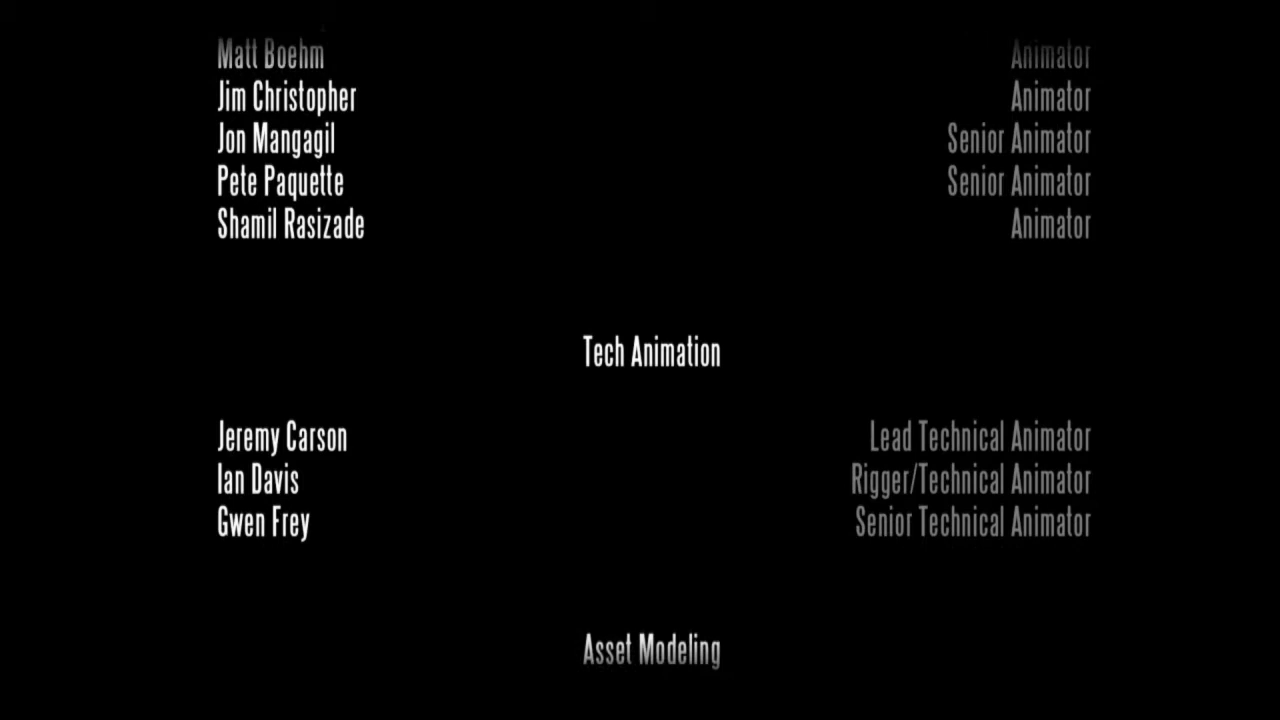 Matt Boehm Animator
Jim Christopher Animator
Jon Mangagil Senior Animator
Pete Paquette Senior Animator
Shamil Rasizade Animator
Tech Animation
Jeremy Carson Lead Technical Animator
Ian Davis Rigger/Technical Animator
Gwen Frey Senior Technical Animator
Asset Modeling